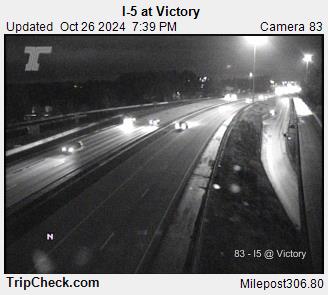 I-5 at Victory
Updated Oct 26 2024 7:39 PM Camera 83
T
N
83 - I5 @ Victory
TripCheck.com Milepost306.80